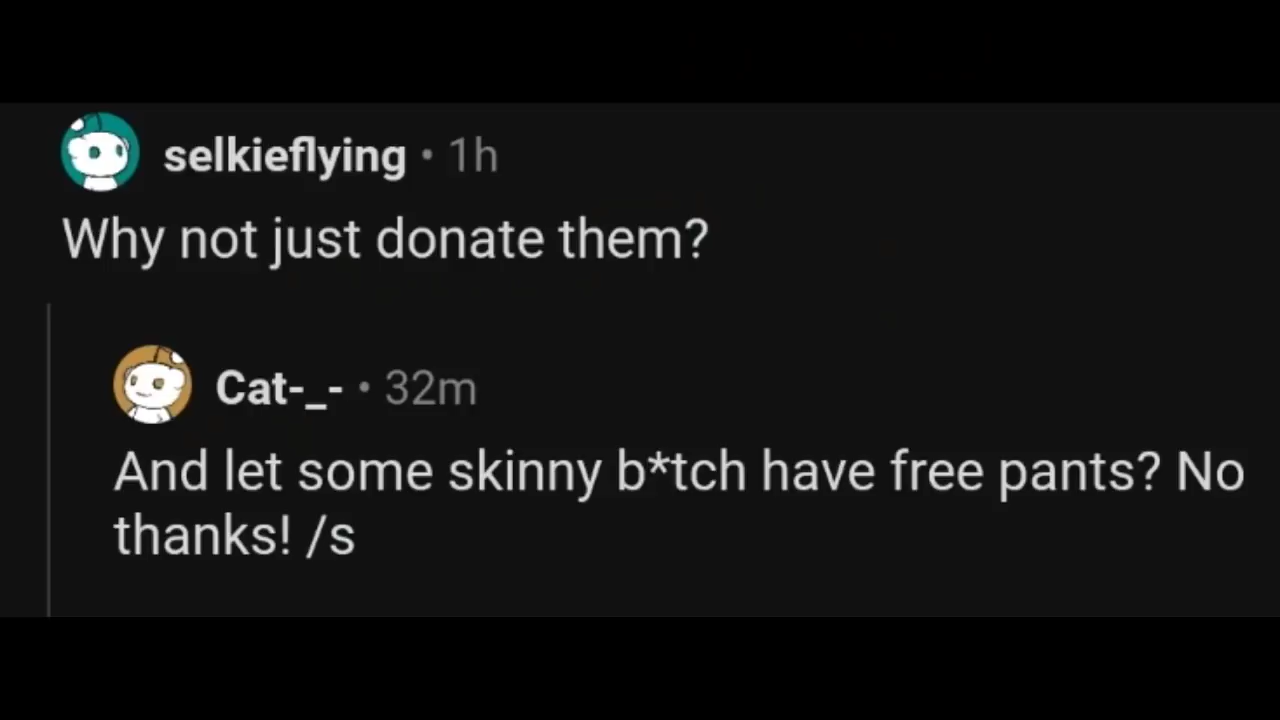 selkieflying • 1h
Why not just donate them?
Cat-_- • 32m
And let some skinny b*tch have free pants? No
thanks! /s